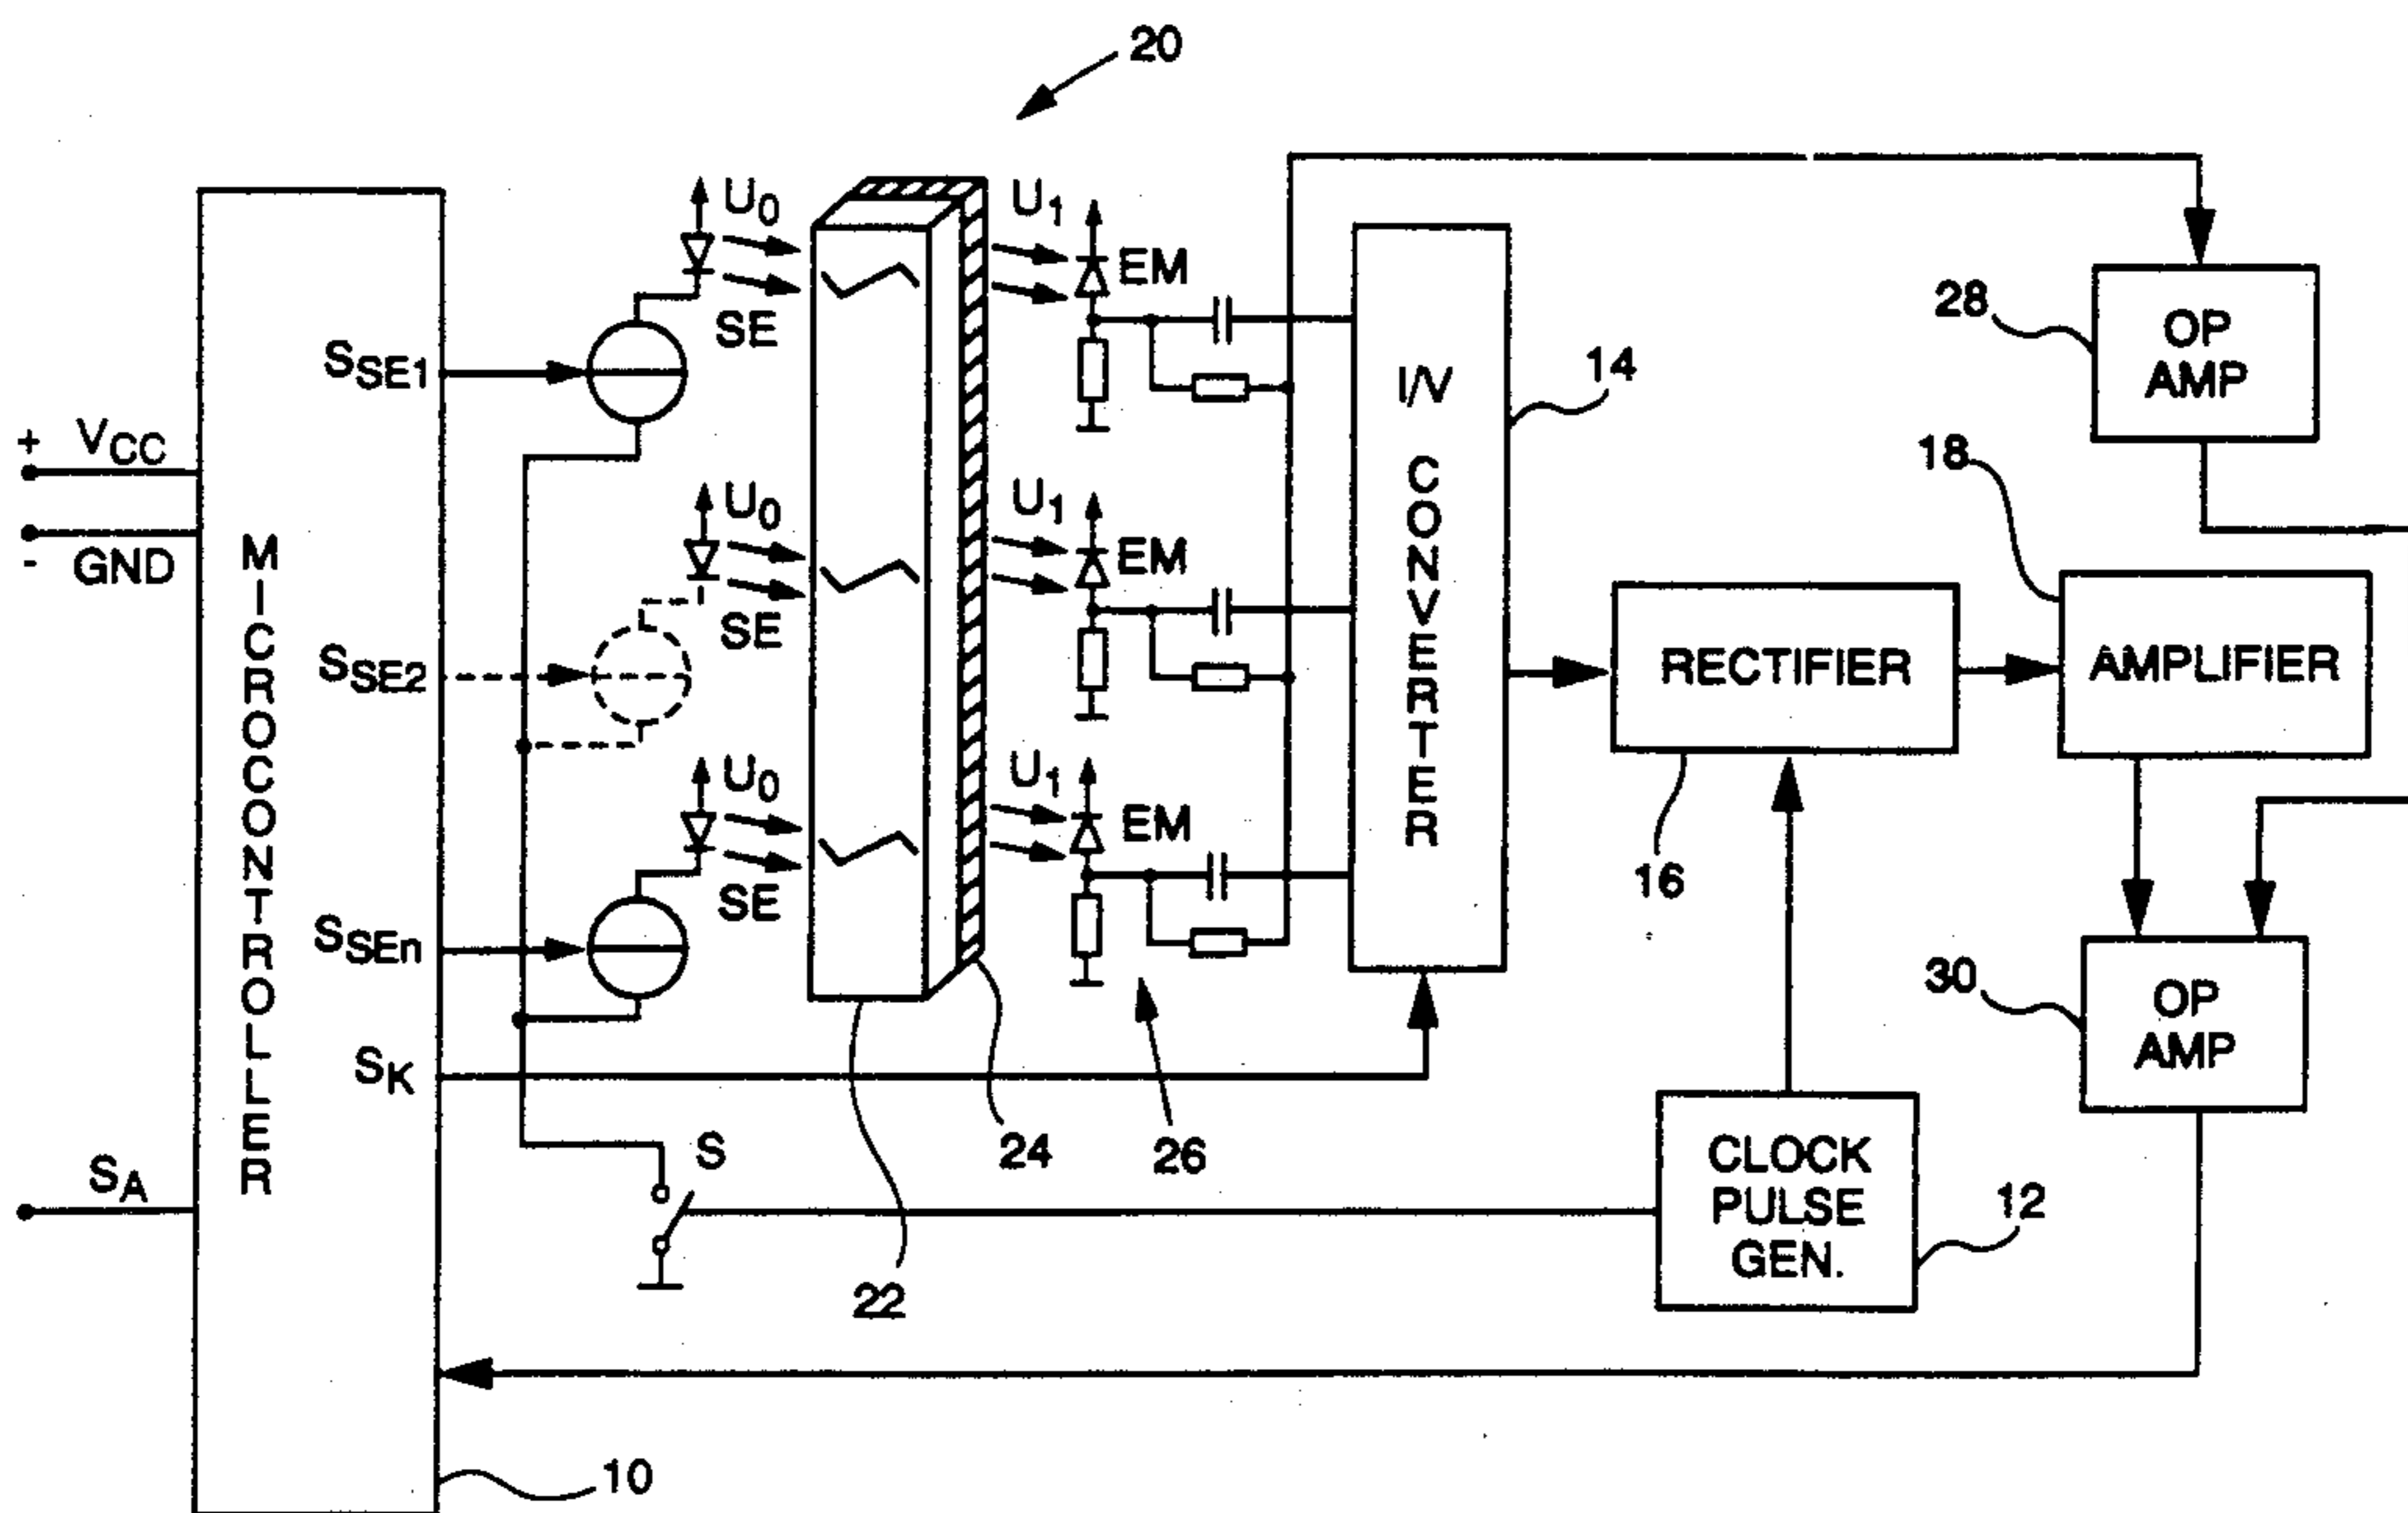 20
U0
U1
EM
SE
SSE1
28
OP
AMP
14
I/V CONVERTER
+ VCC
- GND
MICROCONTROLLER
U0
U1
EM
SE
SSE2
18
RECTIFIER
AMPLIFIER
16
U0
U1
EM
SE
SSEn
30
OP
AMP
SK
24
26
S
SA
CLOCK
PULSE
GEN.
12
22
10